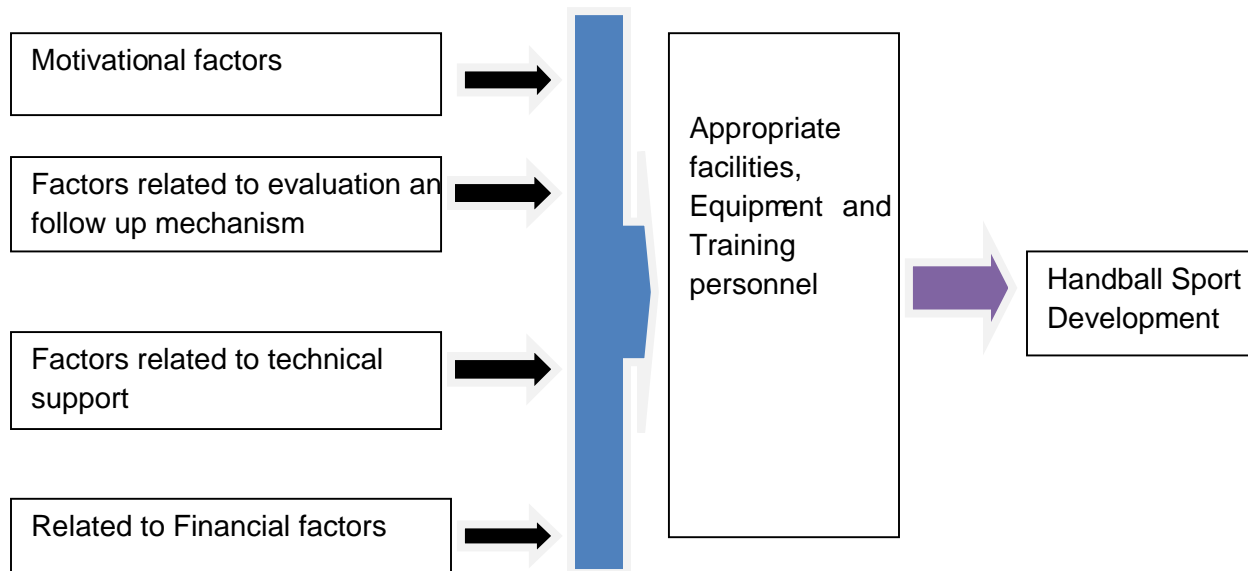 Motivational factors
Factors related to evaluation an
follow up mechanism
Factors related to technical
support
Related to Financial factors
Appropriate
facilities,
Equipment and
Training
personnel
Handball Sport
Development